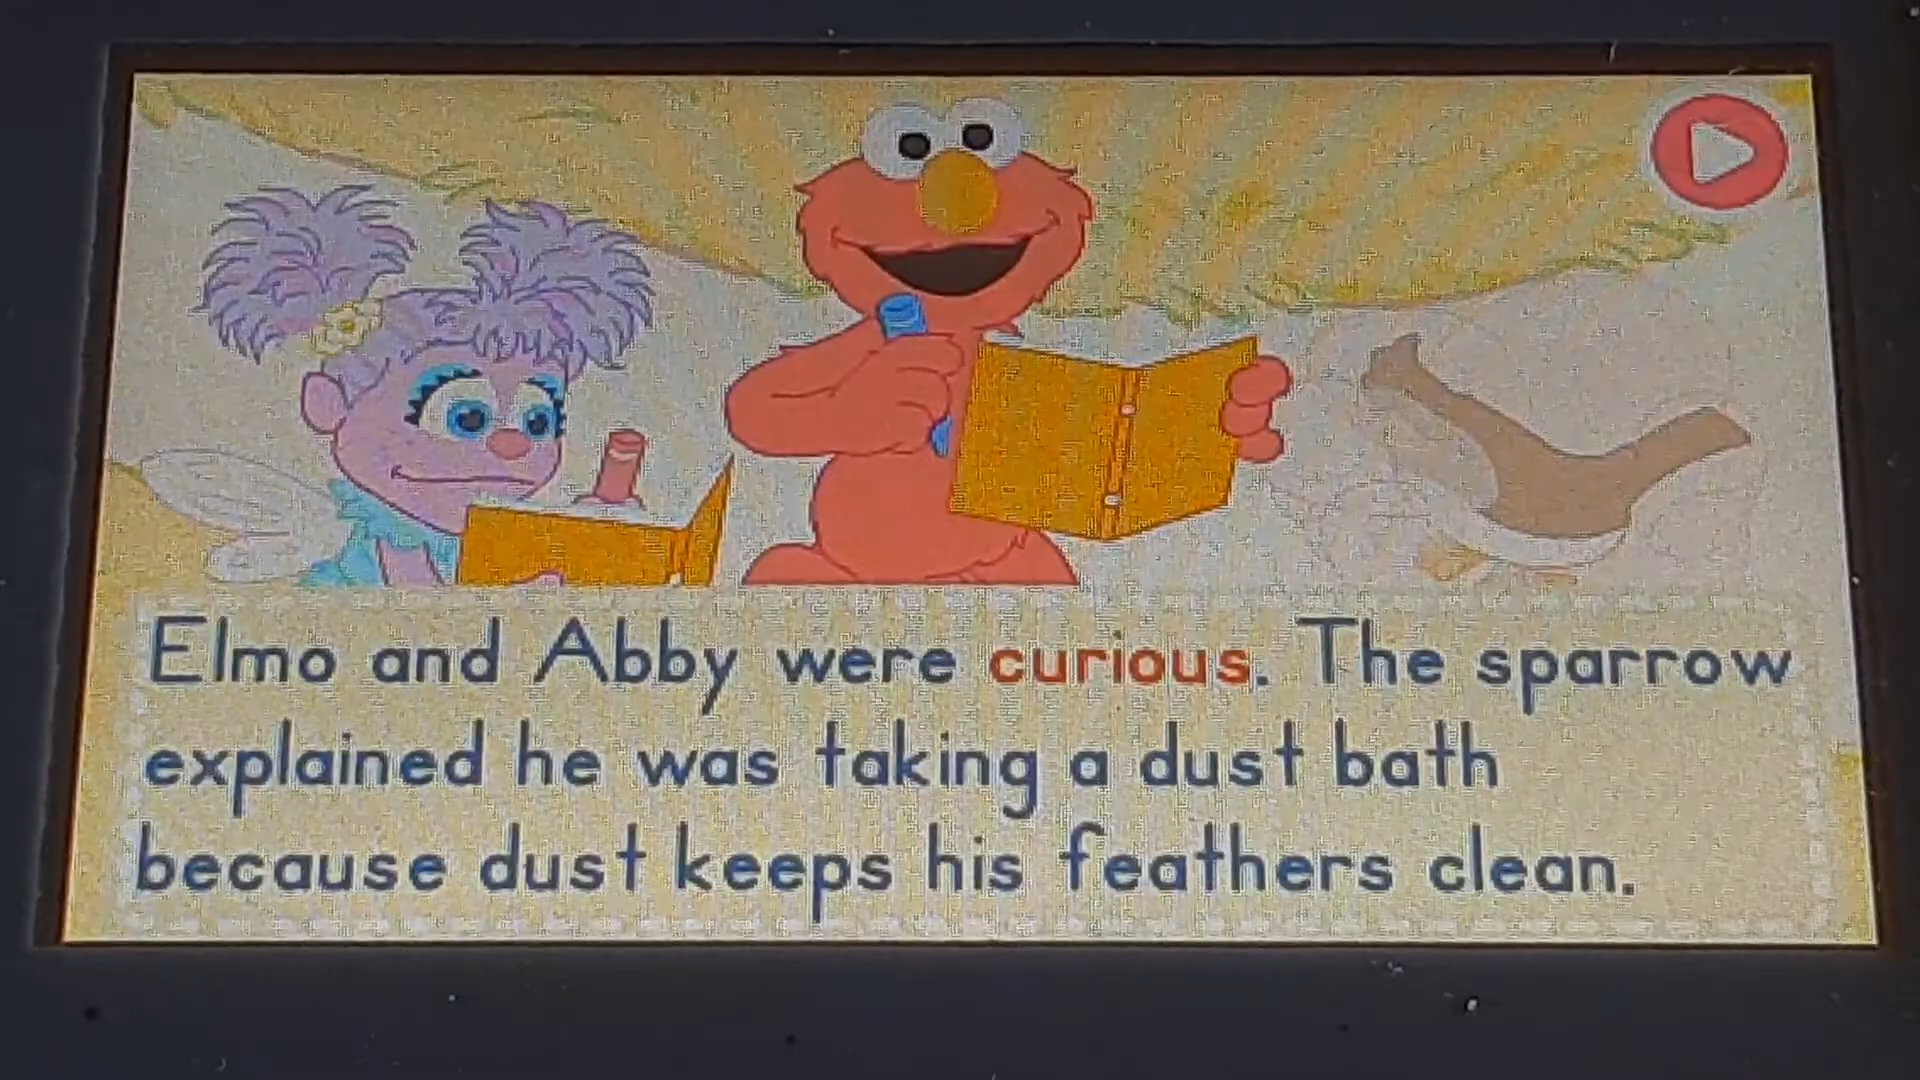 Elmo and Abby were curious. The sparrow
explained he was taking a dust bath
because dust keeps his feathers clean.